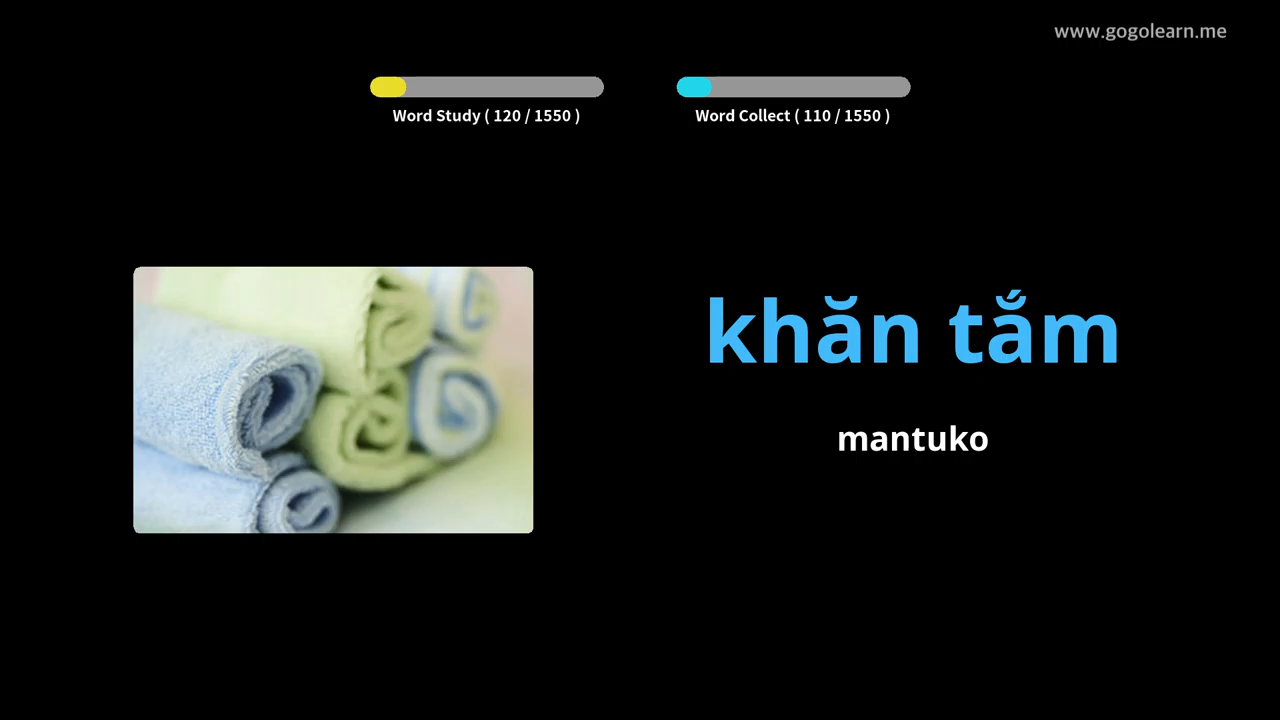 www.gogolearn.me
Word Study ( 120 / 1550 )
Word Collect ( 110 / 1550 )
khăn tắm
mantuko